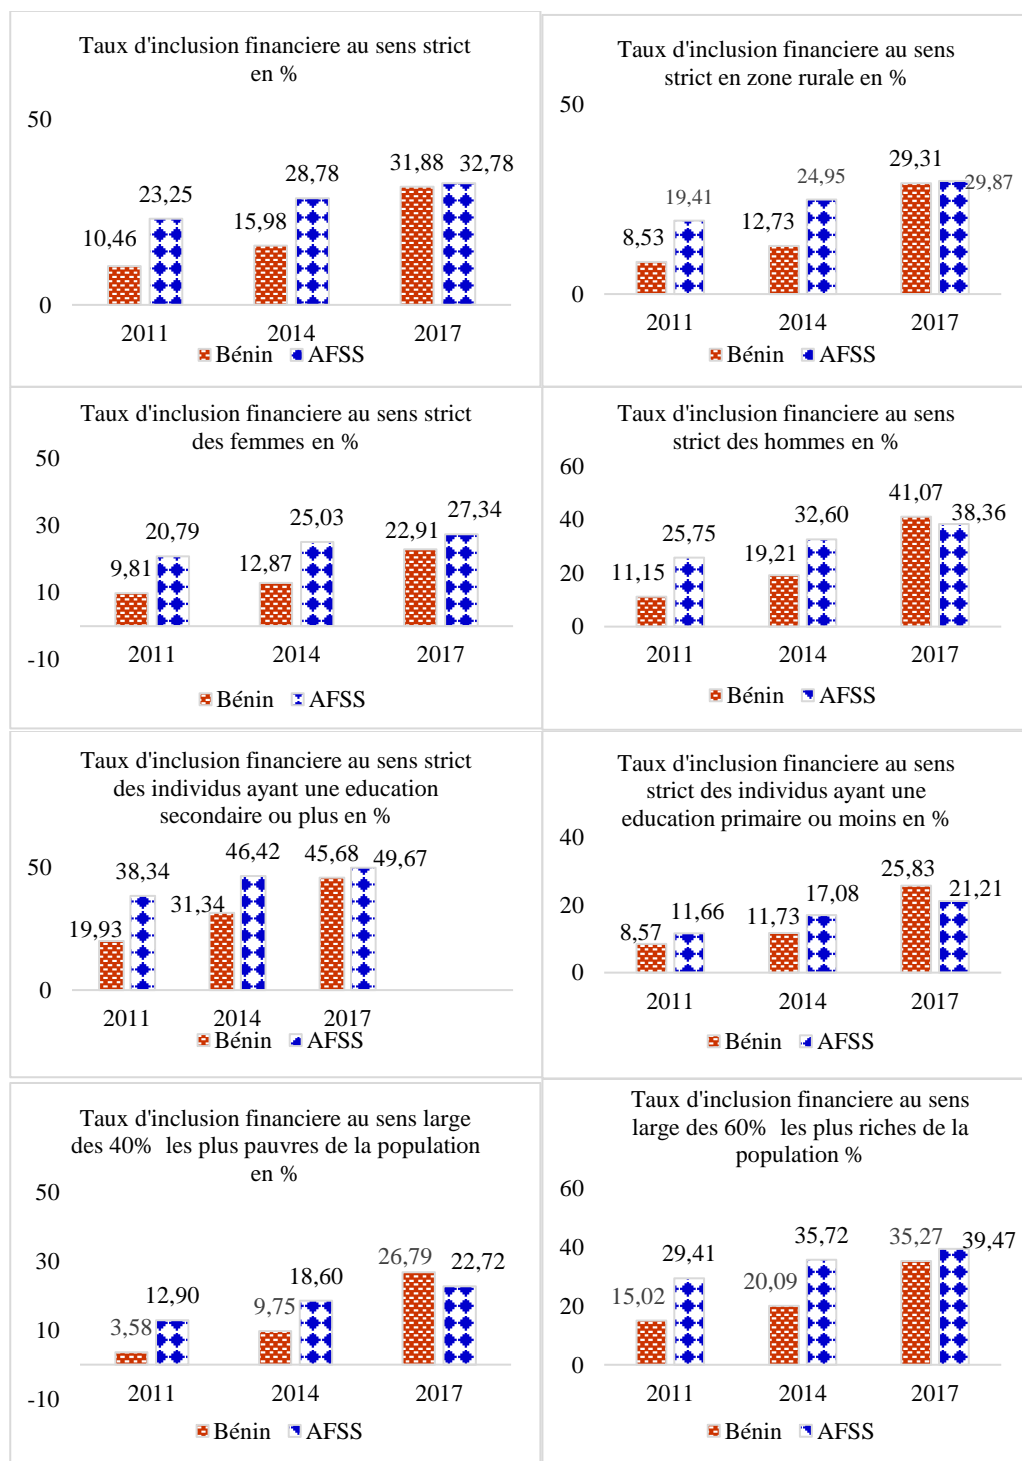 Taux d'inclusion financiere au sens strict
en %
50
0
10,46
23,25
15,98
28,78
31,88
32,78
2011
2014
2017
Bénin
AFSS
Taux d'inclusion financiere au sens
strict en zone rurale en %
50
0
8,53
19,41
12,73
24,95
29,31
29,87
2011
2014
2017
Bénin
AFSS
Taux d'inclusion financiere au sens strict
des femmes en %
50
30
10
-10
9,81
20,79
12,87
25,03
22,91
27,34
2011
2014
2017
Bénin
AFSS
Taux d'inclusion financiere au sens
strict des hommes en %
60
40
20
0
11,15
25,75
19,21
32,60
41,07
38,36
2011
2014
2017
Bénin
AFSS
Taux d'inclusion financiere au sens strict
des individus ayant une education
secondaire ou plus en %
50
0
19,93
38,34
31,34
46,42
45,68
49,67
2011
2014
2017
Bénin
AFSS
Taux d'inclusion financiere au sens
strict des individus ayant une
education primaire ou moins en %
40
20
0
8,57
11,66
11,73
17,08
25,83
21,21
2011
2014
2017
Bénin
AFSS
Taux d'inclusion financiere au sens large
des 40% les plus pauvres de la population
en %
50
30
10
-10
3,58
12,90
9,75
18,60
26,79
22,72
2011
2014
2017
Bénin
AFSS
Taux d'inclusion financiere au sens
large des 60% les plus riches de la
population %
60
40
20
0
15,02
29,41
20,09
35,72
35,27
39,47
2011
2014
2017
Bénin
AFSS